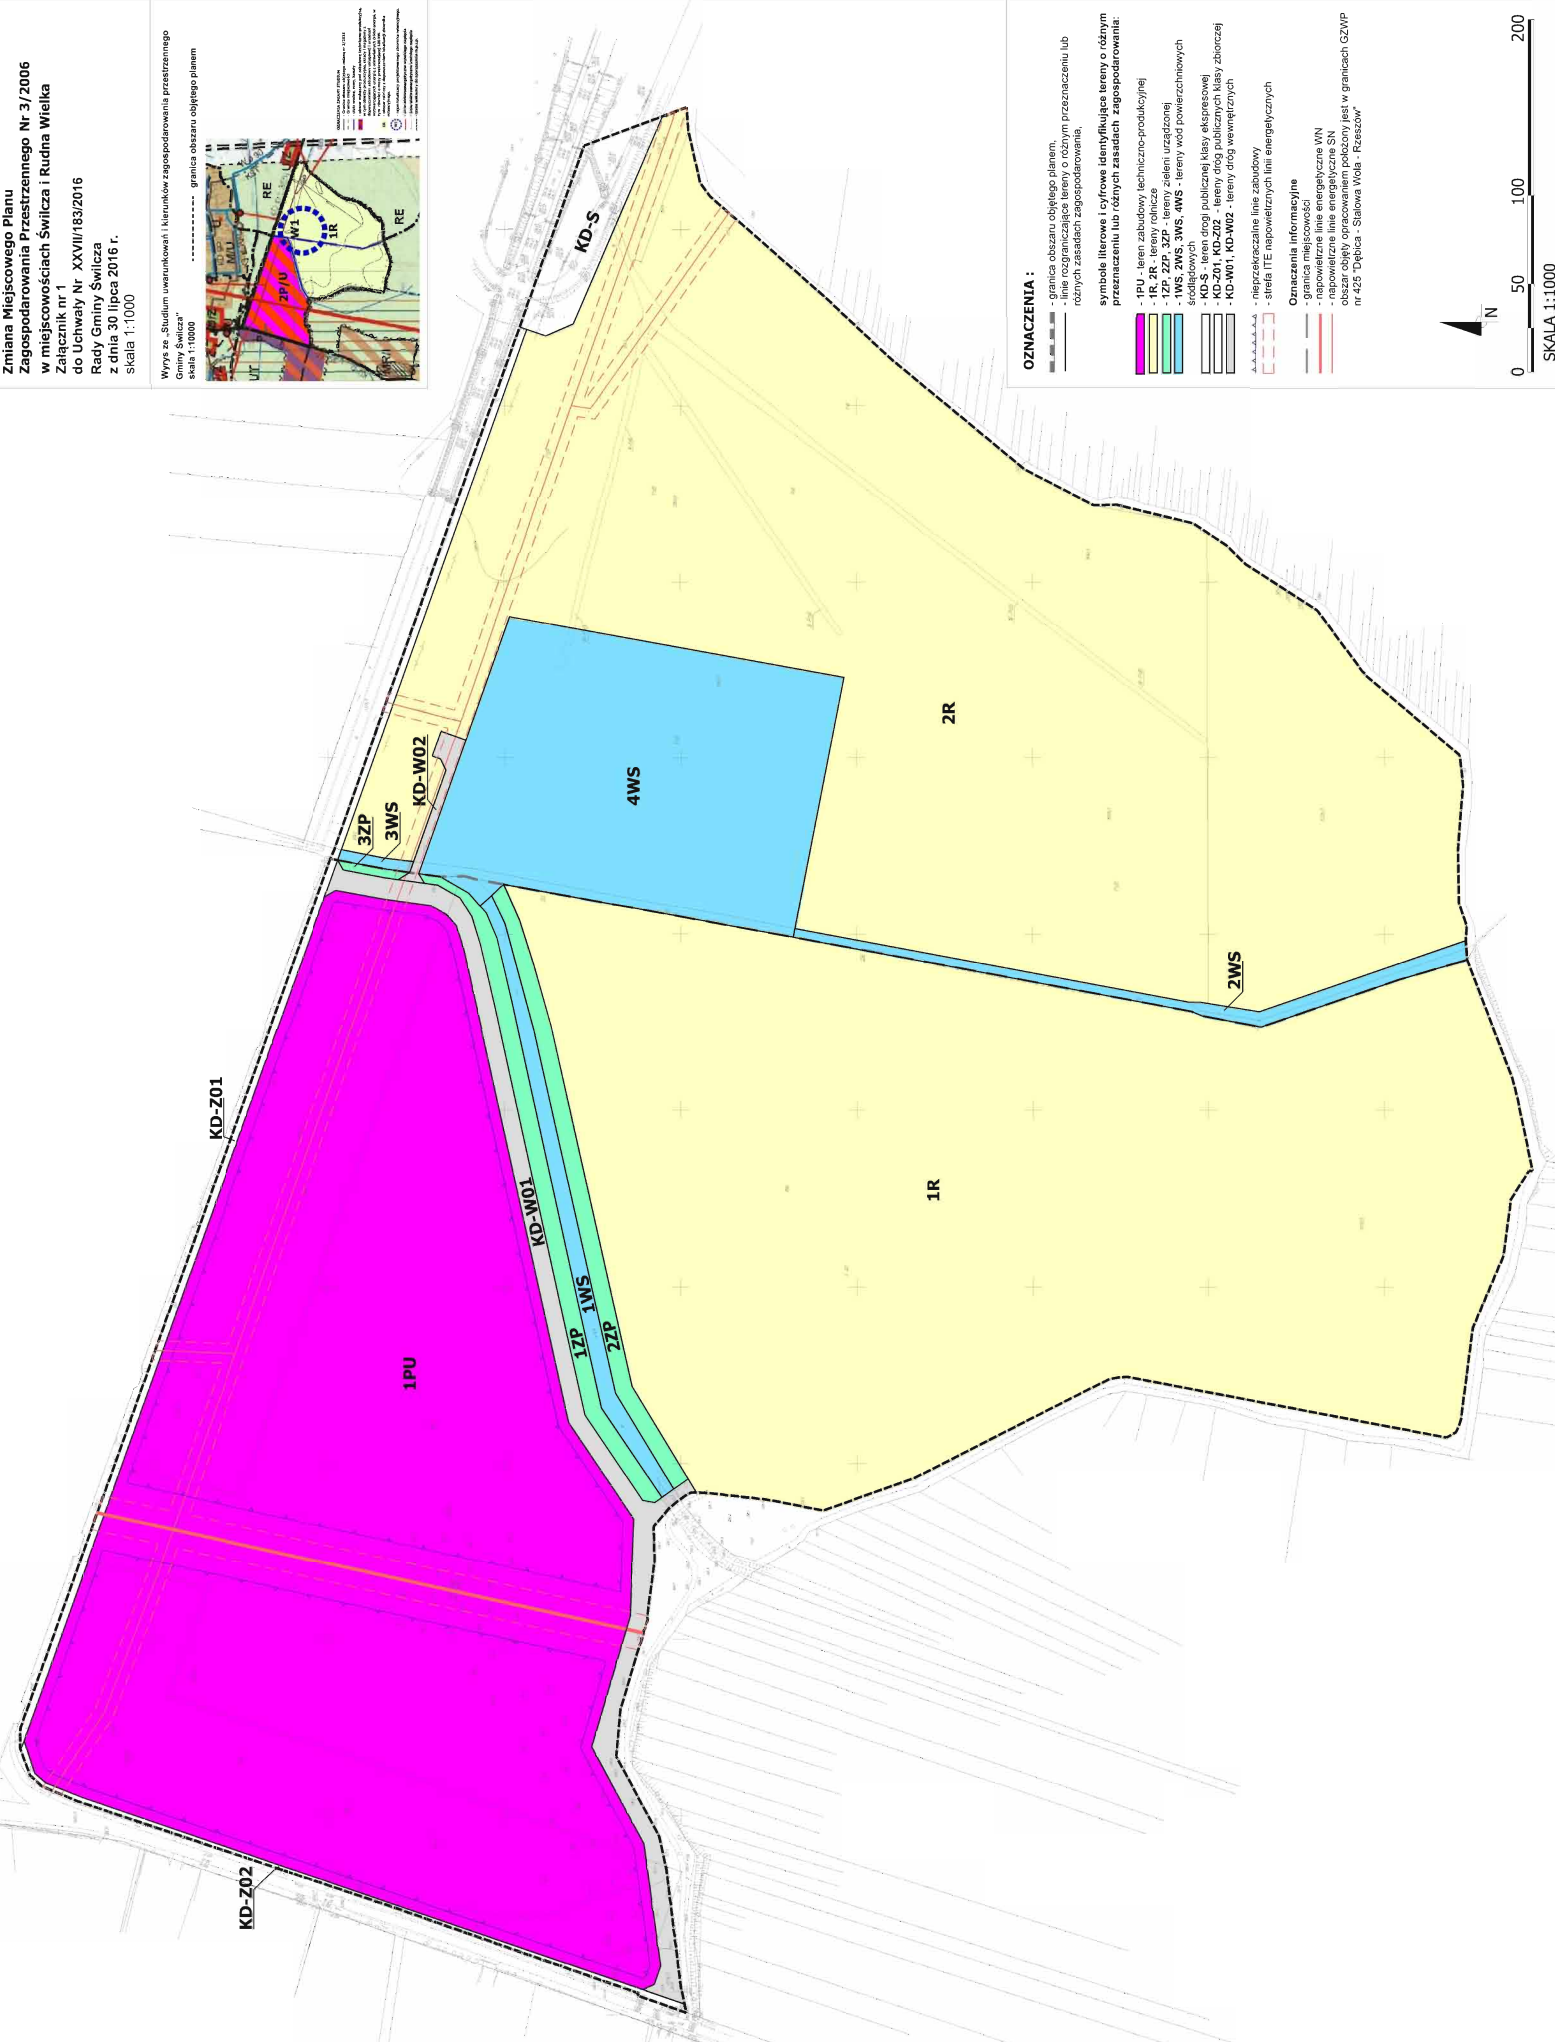 Zmiana Miejscowego Planu
Zagospodarowania Przestrzennego Nr 3/2006
w miejscowościach Świlcza i Rudna Wielka
Załącznik nr 1
do Uchwały Nr XXVII/183/2016
Rady Gminy Świlcza
z dnia 30 lipca 2016 r.
skala 1:1000
Wyrys ze „Studium uwarunkowań i kierunków zagospodarowania przestrzennego
Gminy Świlcza"
skala 1:10000
granica obszaru objętego planem
RE
M/U
W1
1R
2P/U
RE
U/T
OZNACZENIA :
- granica obszaru objętego planem,
- linie rozgraniczające tereny o różnym przeznaczeniu lub
różnych zasadach zagospodarowania,
symbole literowe i cyfrowe identyfikujące tereny o różnym
przeznaczeniu lub różnych zasadach zagospodarowania:
- 1PU - teren zabudowy techniczno-produkcyjnej
- 1R, 2R - tereny rolnicze
- 1ZP, 2ZP, 3ZP - tereny zieleni urządzonej
- 1WS, 2WS, 3WS, 4WS - tereny wód powierzchniowych
śródlądowych
- KD-S - teren drogi publicznej klasy ekspresowej
- KD-Z01, KD-Z02 - tereny dróg publicznych klasy zbiorczej
- KD-W01, KD-W02 - tereny dróg wewnętrznych
- nieprzekraczalne linie zabudowy
- strefa ITE napowietrznych linii energetycznych
Oznaczenia informacyjne
- granica miejscowości
- napowietrzne linie energetyczne WN
- napowietrzne linie energetyczne SN
obszar objęty opracowaniem położony jest w granicach GZWP
nr 425 "Dębica - Stalowa Wola - Rzeszów"
N
0 50 100 200
SKALA 1:1000
KD-S
KD-W02
3ZP
3WS
4WS
2R
2WS
KD-Z01
KD-W01
1R
1WS
1ZP
2ZP
1PU
KD-Z02